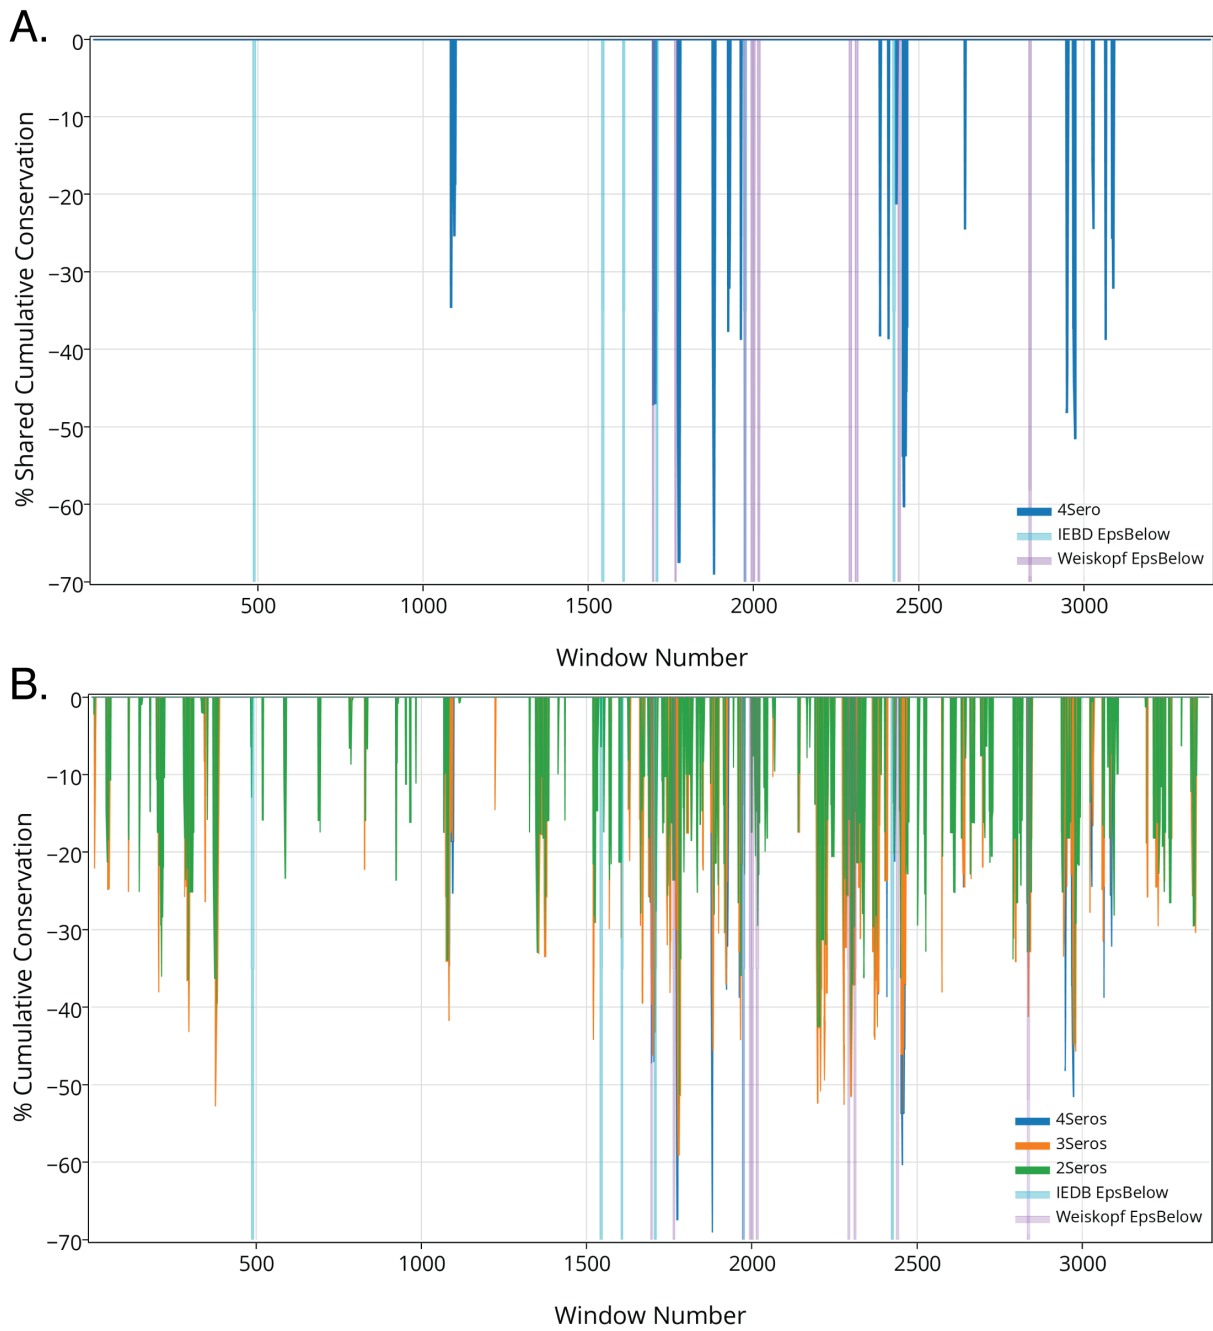 A.
% Shared Cumulative Conservation
0
−10
−20
−30
−40
−50
−60
−70
500
1000
1500
2000
2500
3000
4Sero
IEBD EpsBelow
Weiskopf EpsBelow
Window Number
B.
% Cumulative Conservation
0
−10
−20
−30
−40
−50
−60
−70
500
1000
1500
2000
2500
3000
4Seros
3Seros
2Seros
IEDB EpsBelow
Weiskopf EpsBelow
Window Number